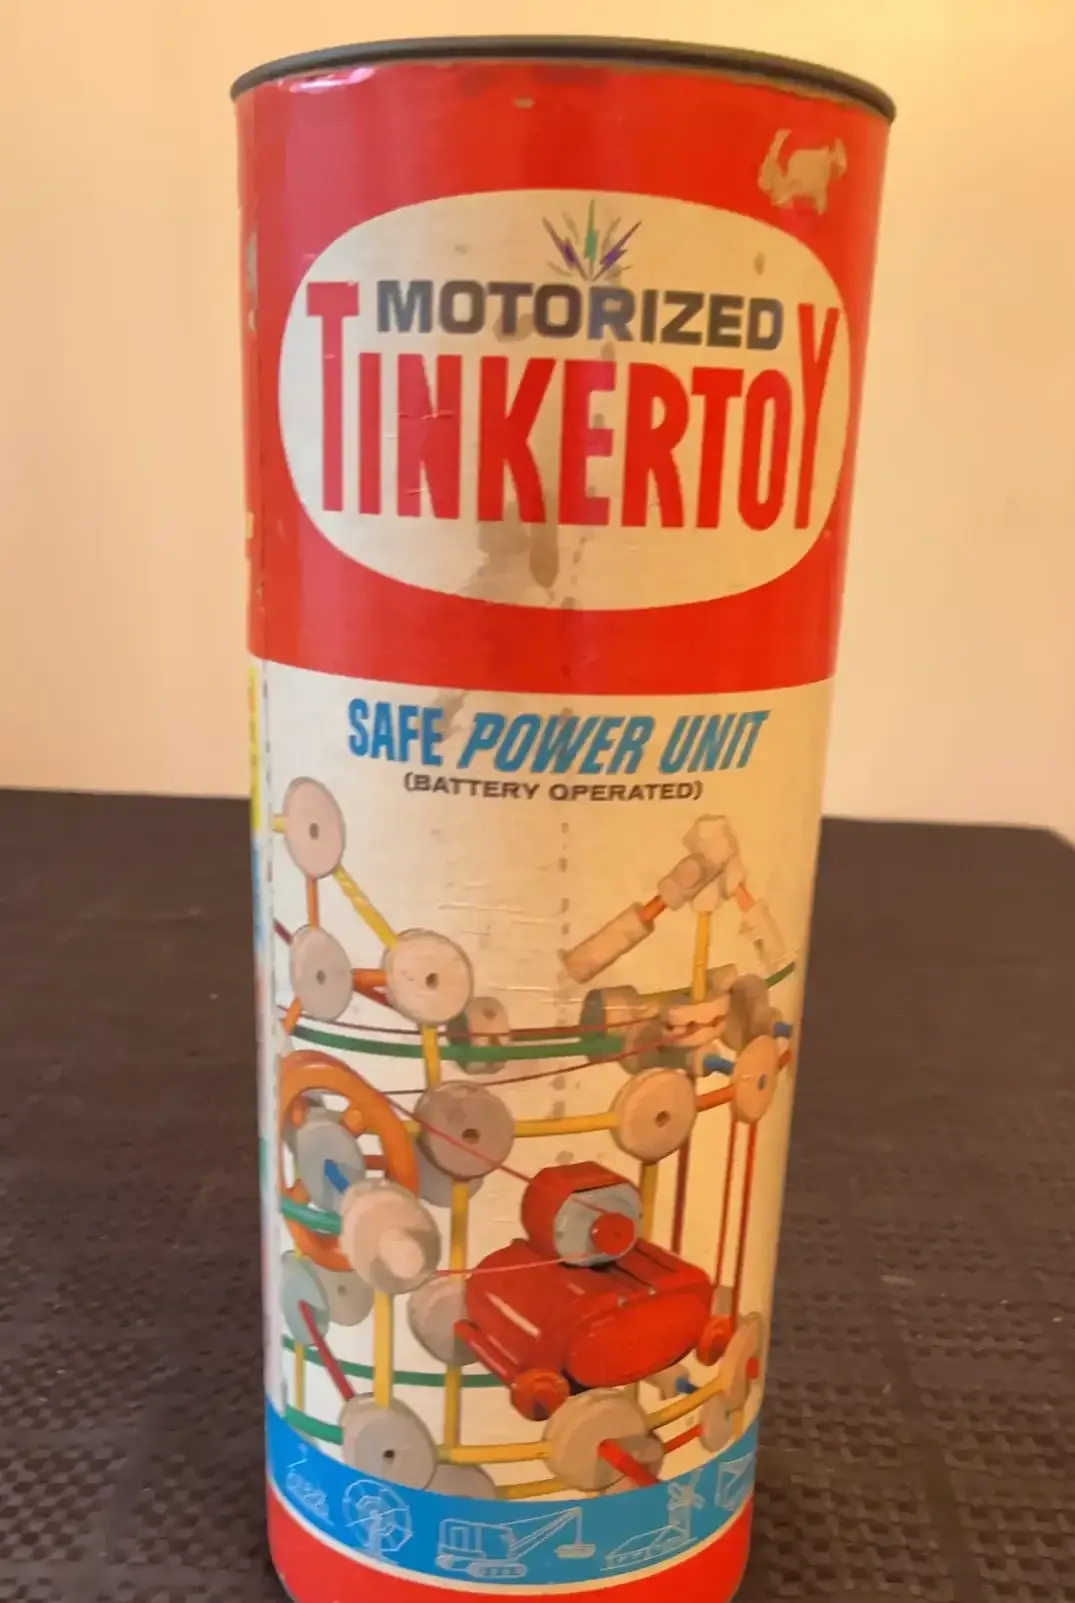 MOTORIZED
TINKERTOY
SAFE POWER UNIT
(BATTERY OPERATED)